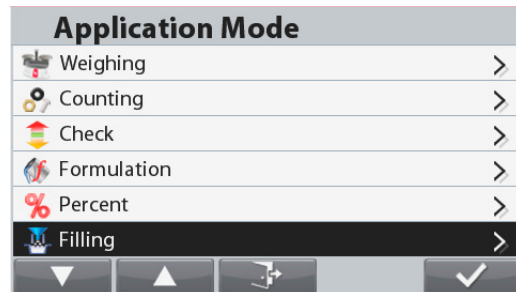 Application Mode
Weighing
Counting
Check
Formulation
Percent
Filling